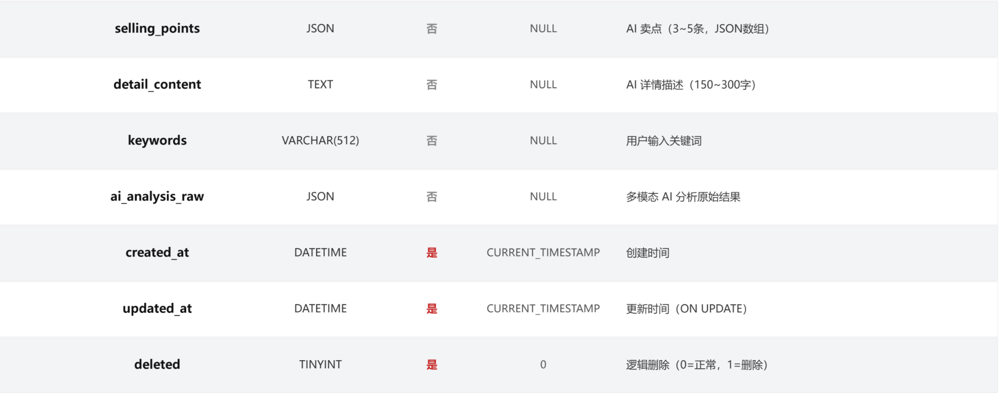 selling_points JSON 否 NULL AI 卖点（3~5条，JSON数组）
detail_content TEXT 否 NULL AI 详情描述（150~300字）
keywords VARCHAR(512) 否 NULL 用户输入关键词
ai_analysis_raw JSON 否 NULL 多模态 AI 分析原始结果
created_at DATETIME 是 CURRENT_TIMESTAMP 创建时间
updated_at DATETIME 是 CURRENT_TIMESTAMP 更新时间（ON UPDATE）
deleted TINYINT 是 0 逻辑删除（0=正常，1=删除）